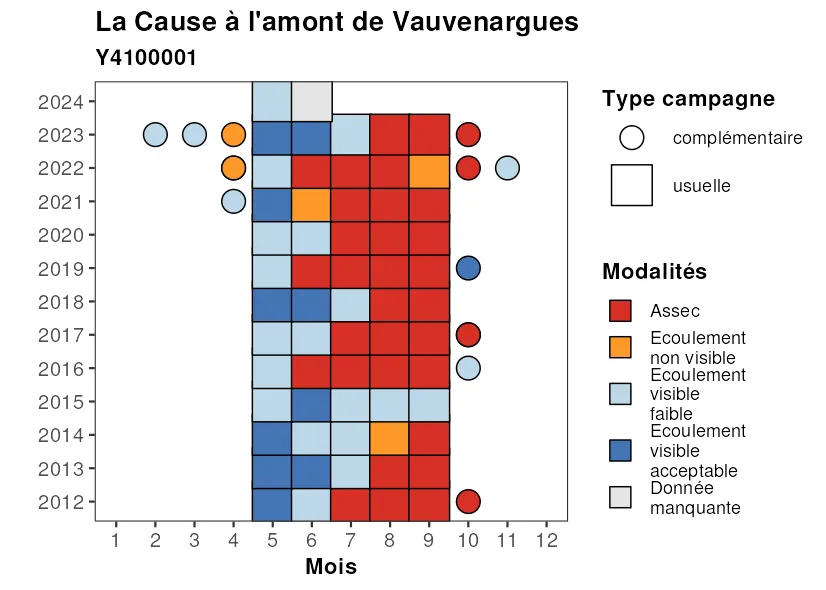 La Cause à l'amont de Vauvenargues
Y4100001
2024
2023
2022
2021
2020
2019
2018
2017
2016
2015
2014
2013
2012
1 2 3 4 5 6 7 8 9 10 11 12
Mois
Type campagne
complémentaire
usuelle
Modalités
Assec
Ecoulement
non visible
Ecoulement
visible
faible
Ecoulement
visible
acceptable
Donnée
manquante